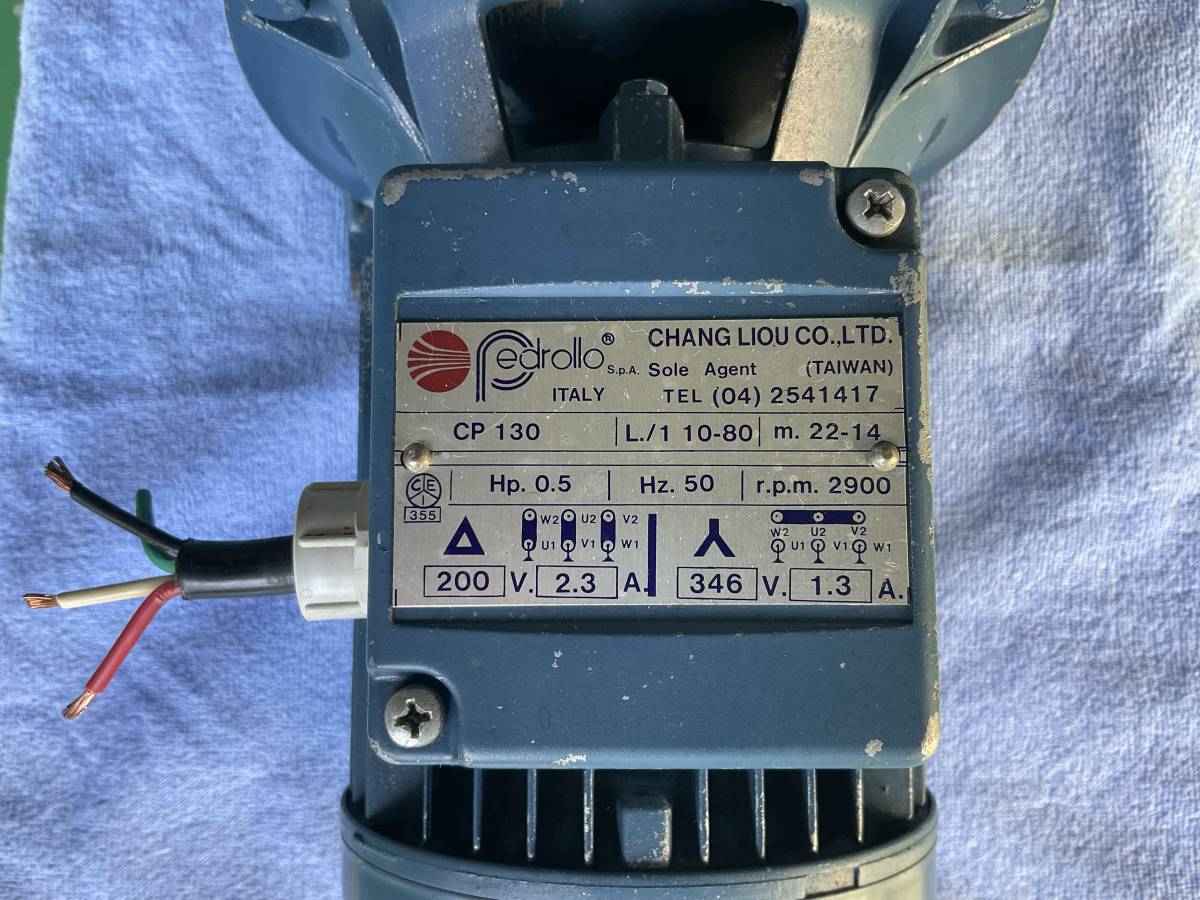 Pedrollo® S.p.A.
ITALY
CHANG LIOU CO.,LTD.
Sole Agent (TAIWAN)
TEL (04) 2541417
CP 130 L./1 10-80 m. 22-14
CEI 355 Hp. 0.5 Hz. 50 r.p.m. 2900
W2 U2 V2
U1 V1 W1
200 V. 2.3 A.
W2 U2 V2
U1 V1 W1
346 V. 1.3 A.